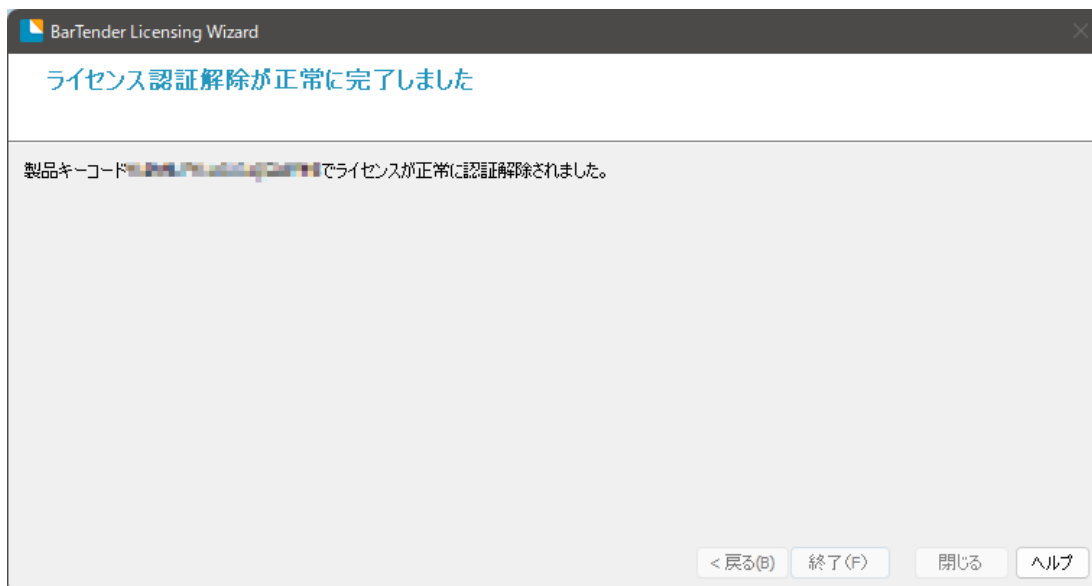 BarTender Licensing Wizard
ライセンス認証解除が正常に完了しました
製品キーコード でライセンスが正常に認証解除されました。
< 戻る(B) 終了(F) 閉じる ヘルプ